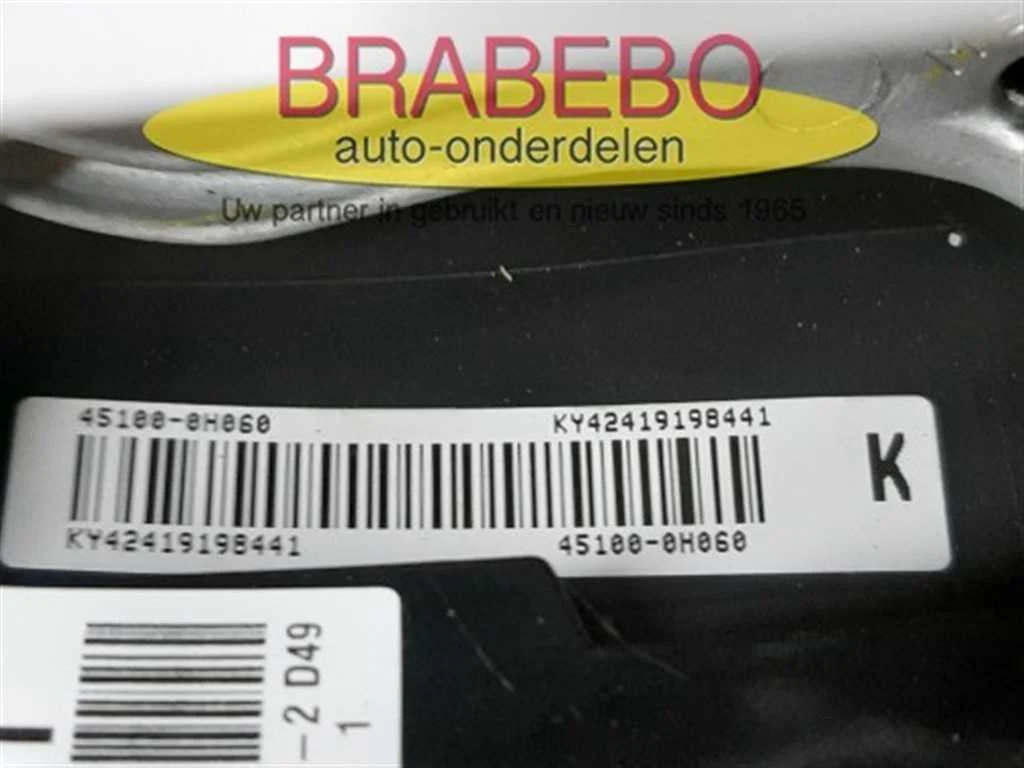 BRABEBO
auto-onderdelen
Uw partner in gebruikt en nieuw sinds 1965
45100-0H060 KY42419198441
K
KY42419198441 45100-0H060
-2 D49
1